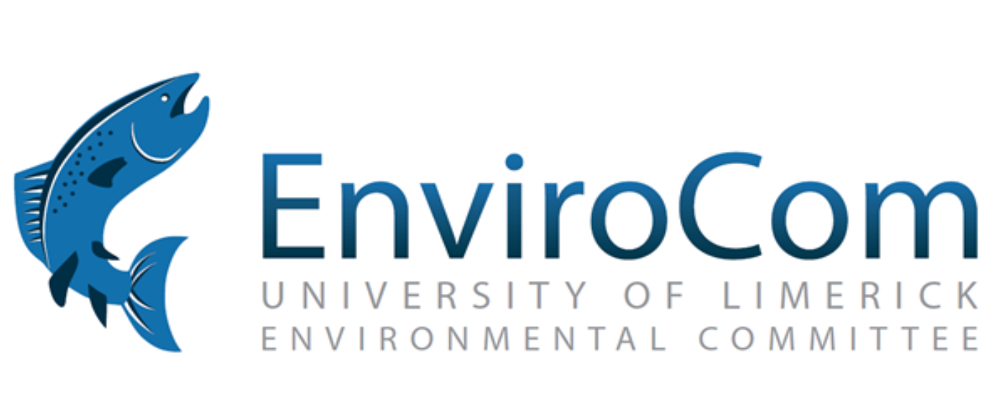 EnviroCom
UNIVERSITY OF LIMERICK
ENVIRONMENTAL COMMITTEE